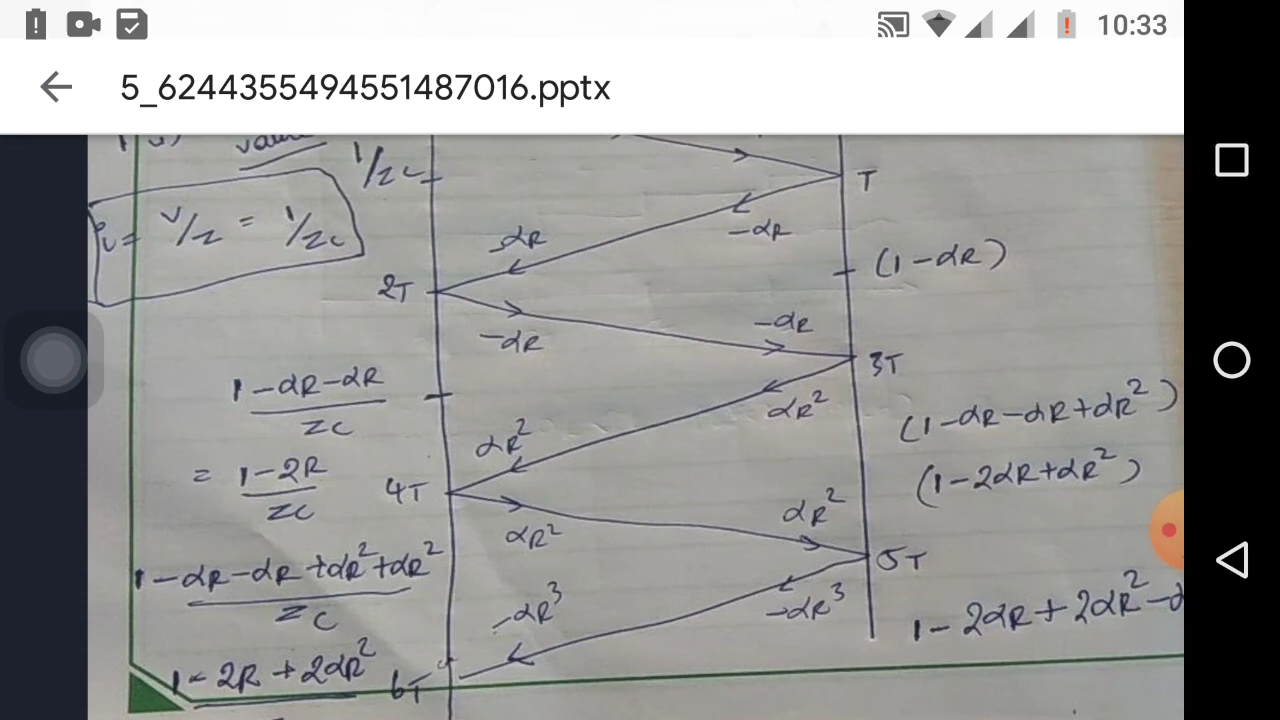 10:33
5_6244355494551487016.pptx
1/Zc
T
V/Z = 1/Zc
-αR
αR
(1-αR)
2T
-αR
-αR
3T
1-αR-αR
Zc
αR²
(1-αR-αR+αR²)
αR²
= 1-2R
Zc
(1-2αR+αR²)
4T
αR²
αR²
5T
1-αR-αR+αR²+αR²
Zc
-αR³
-αR³
1-2αR+2αR²-
1-2R+2αR²
6T